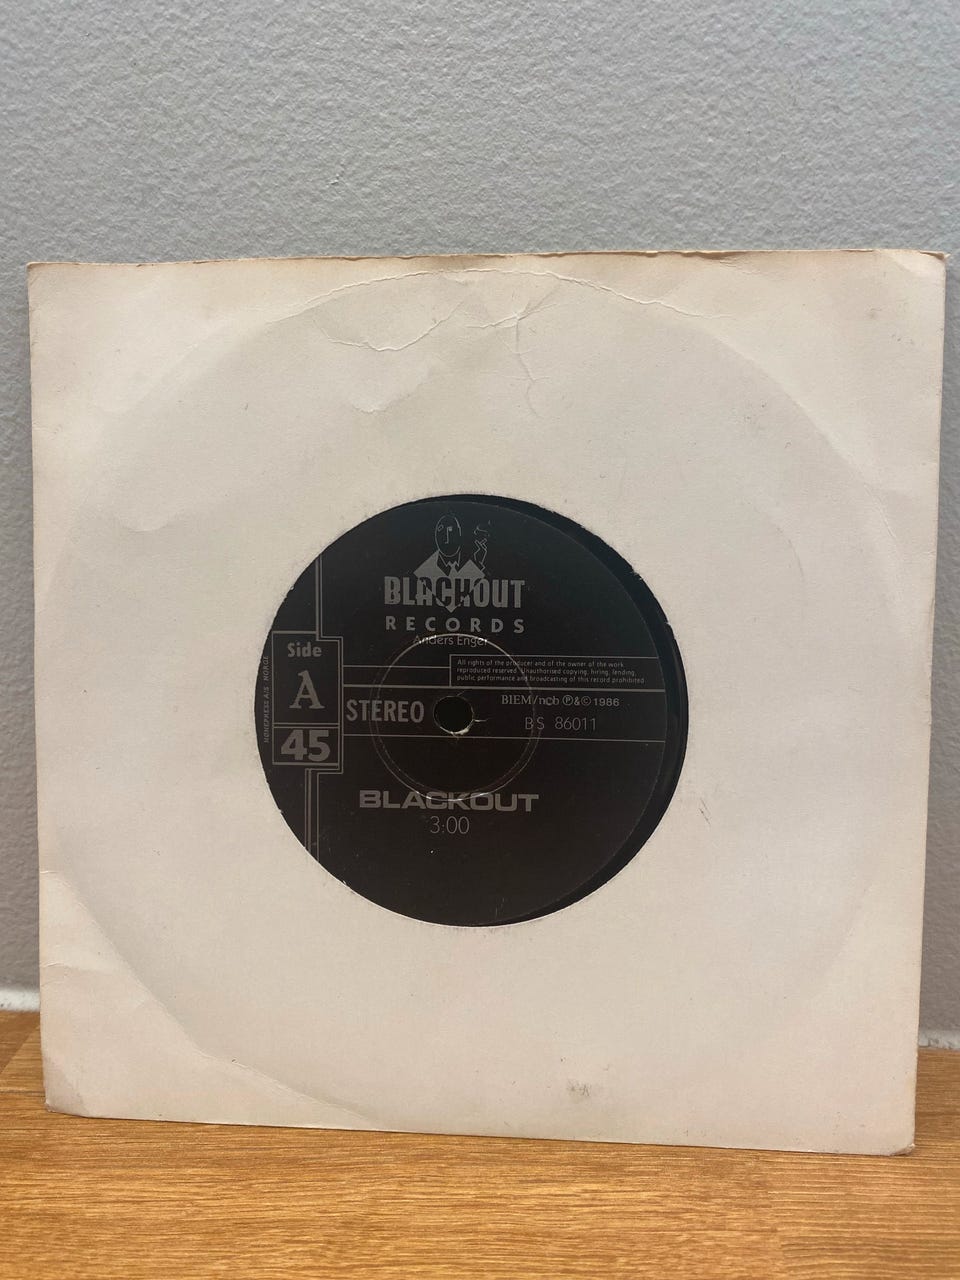 BLACKOUT
RECORDS
Anders Enger
All rights of the producer and of the owner of the work
reproduced reserved. Unauthorised copying, hiring, lending,
public performance and broadcasting of this record prohibited
Side
A
45
NORSEPRESS A/S NORGE
STEREO
BIEM/ncb Ⓟ&© 1986
BS 86011
BLACKOUT
3:00